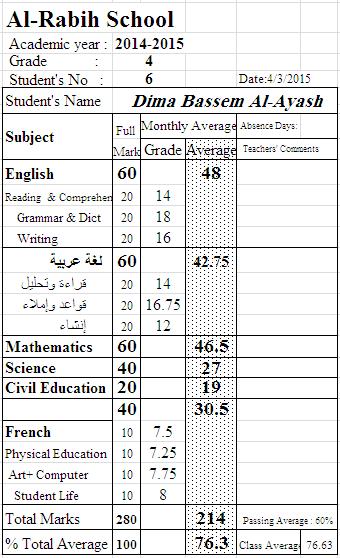 Al-Rabih School
Academic year : 2014-2015
Grade : 4
Student's No : 6 Date:4/3/2015
Student's Name Dima Bassem Al-Ayash
Subject Full Mark Monthly Average Absence Days:
Grade Average Teachers' Comments
English 60 48
Reading & Comprehen 20 14
Grammar & Dict 20 18
Writing 20 16
لغة عربية 60 42.75
قراءة وتحليل 20 14
قواعد وإملاء 20 16.75
إنشاء 20 12
Mathematics 60 46.5
Science 40 27
Civil Education 20 19
40 30.5
French 10 7.5
Physical Education 10 7.25
Art+ Computer 10 7.75
Student Life 10 8
Total Marks 280 214 Passing Average : 60%
% Total Average 100 76.3 Class Average 76.63